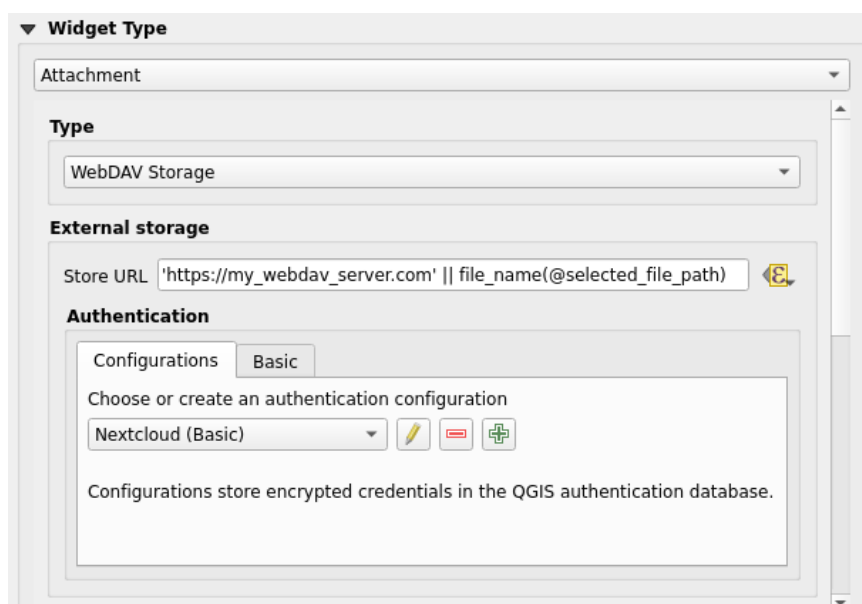 Widget Type
Attachment
Type
WebDAV Storage
External storage
Store URL 'https://my_webdav_server.com' || file_name(@selected_file_path)
Authentication
Configurations Basic
Choose or create an authentication configuration
Nextcloud (Basic)
Configurations store encrypted credentials in the QGIS authentication database.